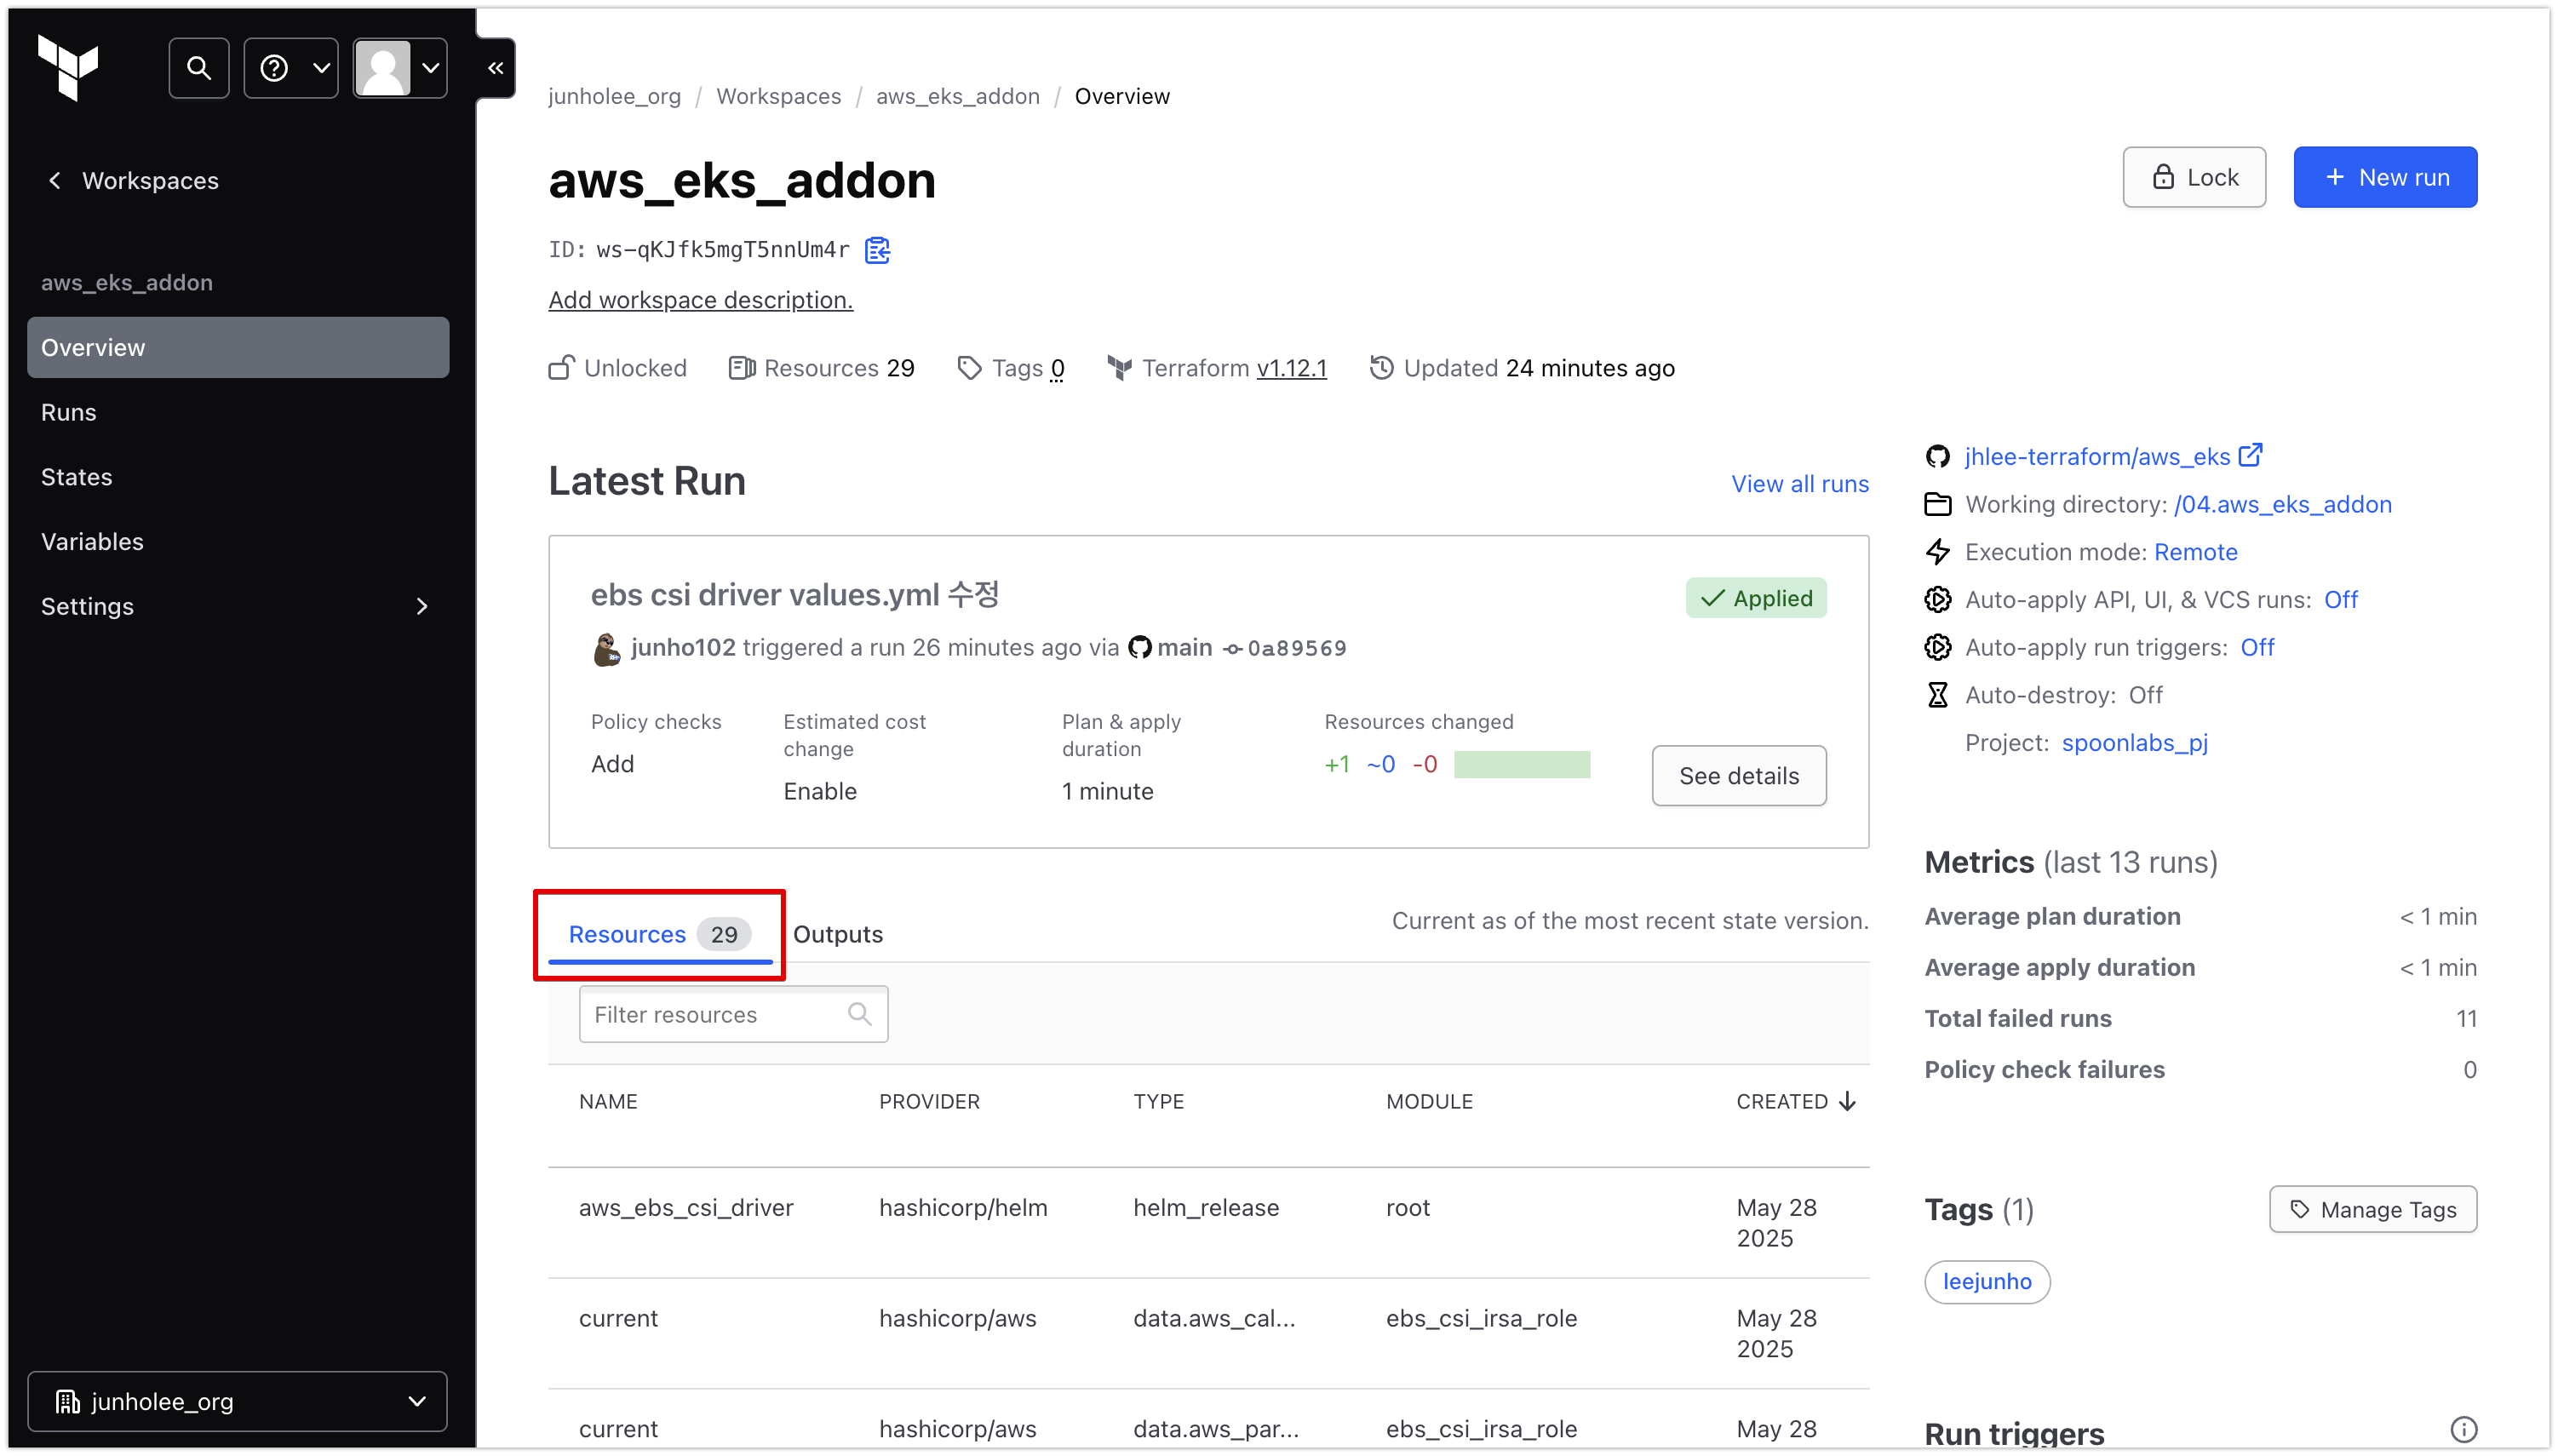 Workspaces
aws_eks_addon
Overview
Runs
States
Variables
Settings
junholee_org
junholee_org / Workspaces / aws_eks_addon / Overview
aws_eks_addon
Lock
+ New run
ID: ws-qKJfk5mgT5nnUm4r
Add workspace description.
Unlocked Resources 29 Tags 0 Terraform v1.12.1 Updated 24 minutes ago
Latest Run
View all runs
ebs csi driver values.yml 수정
Applied
junho102 triggered a run 26 minutes ago via main 0a89569
Policy checks
Add
Estimated cost
change
Enable
Plan & apply
duration
1 minute
Resources changed
+1 ~0 -0
See details
Resources 29
Outputs
Current as of the most recent state version.
Filter resources
NAME PROVIDER TYPE MODULE CREATED
aws_ebs_csi_driver hashicorp/helm helm_release root May 28
2025
current hashicorp/aws data.aws_cal... ebs_csi_irsa_role May 28
2025
current hashicorp/aws data.aws_par... ebs_csi_irsa_role May 28
jhlee-terraform/aws_eks
Working directory: /04.aws_eks_addon
Execution mode: Remote
Auto-apply API, UI, & VCS runs: Off
Auto-apply run triggers: Off
Auto-destroy: Off
Project: spoonlabs_pj
Metrics (last 13 runs)
Average plan duration < 1 min
Average apply duration < 1 min
Total failed runs 11
Policy check failures 0
Tags (1)
Manage Tags
leejunho
Run triggers